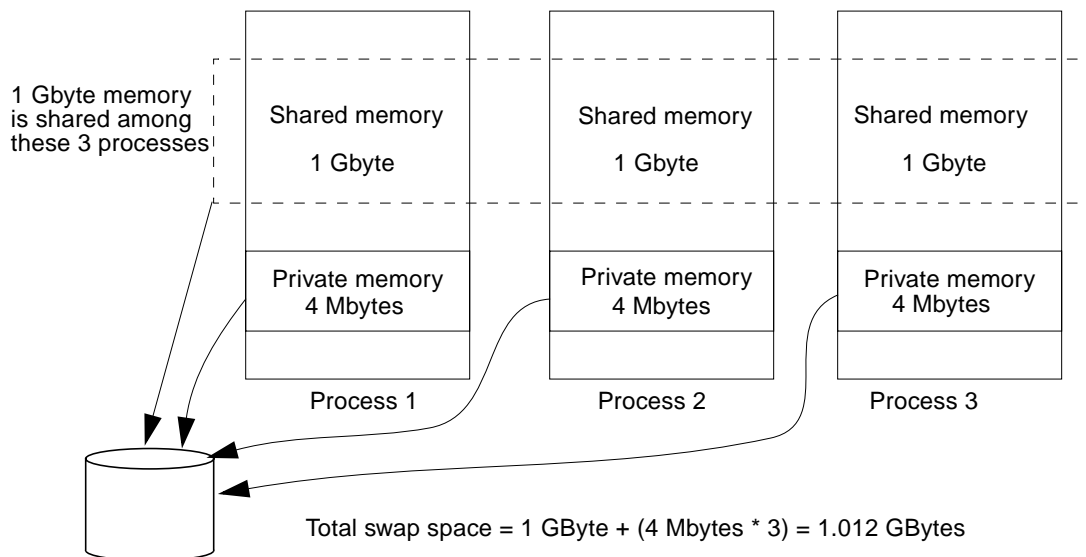 1 Gbyte memory
is shared among
these 3 processes
Shared memory
1 Gbyte
Shared memory
1 Gbyte
Shared memory
1 Gbyte
Private memory
4 Mbytes
Private memory
4 Mbytes
Private memory
4 Mbytes
Process 1
Process 2
Process 3
Total swap space = 1 GByte + (4 Mbytes * 3) = 1.012 GBytes